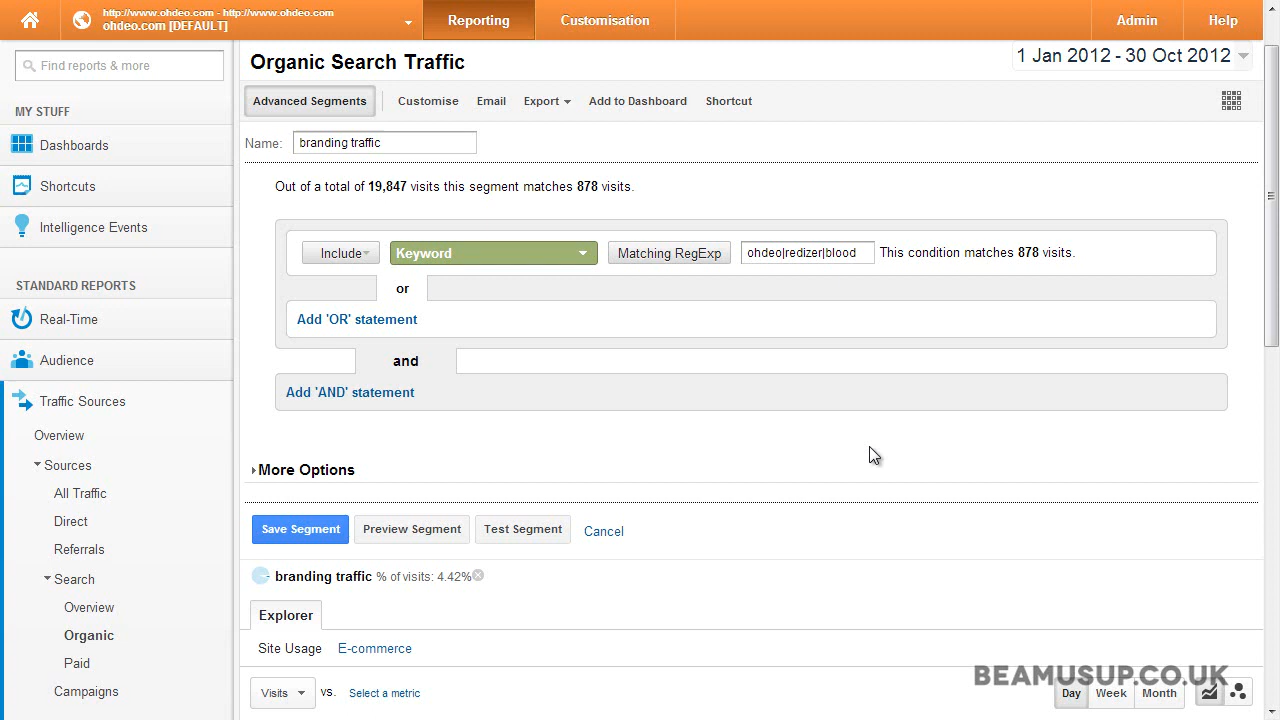 http://www.ohdeo.com - http://www.ohdeo.com
ohdeo.com [DEFAULT]
Reporting
Customisation
Admin
Help
Find reports & more
MY STUFF
Dashboards
Shortcuts
Intelligence Events
STANDARD REPORTS
Real-Time
Audience
Traffic Sources
Overview
Sources
All Traffic
Direct
Referrals
Search
Overview
Organic
Paid
Campaigns
Organic Search Traffic
1 Jan 2012 - 30 Oct 2012
Advanced Segments
Customise
Email
Export
Add to Dashboard
Shortcut
Name: branding traffic
Out of a total of 19,847 visits this segment matches 878 visits.
Include Keyword Matching RegExp ohdeo|redizer|blood This condition matches 878 visits.
or
Add 'OR' statement
and
Add 'AND' statement
More Options
Save Segment Preview Segment Test Segment Cancel
branding traffic % of visits: 4.42%
Explorer
Site Usage E-commerce
BEAMUSUP.CO.UK
Visits vs. Select a metric
Day Week Month